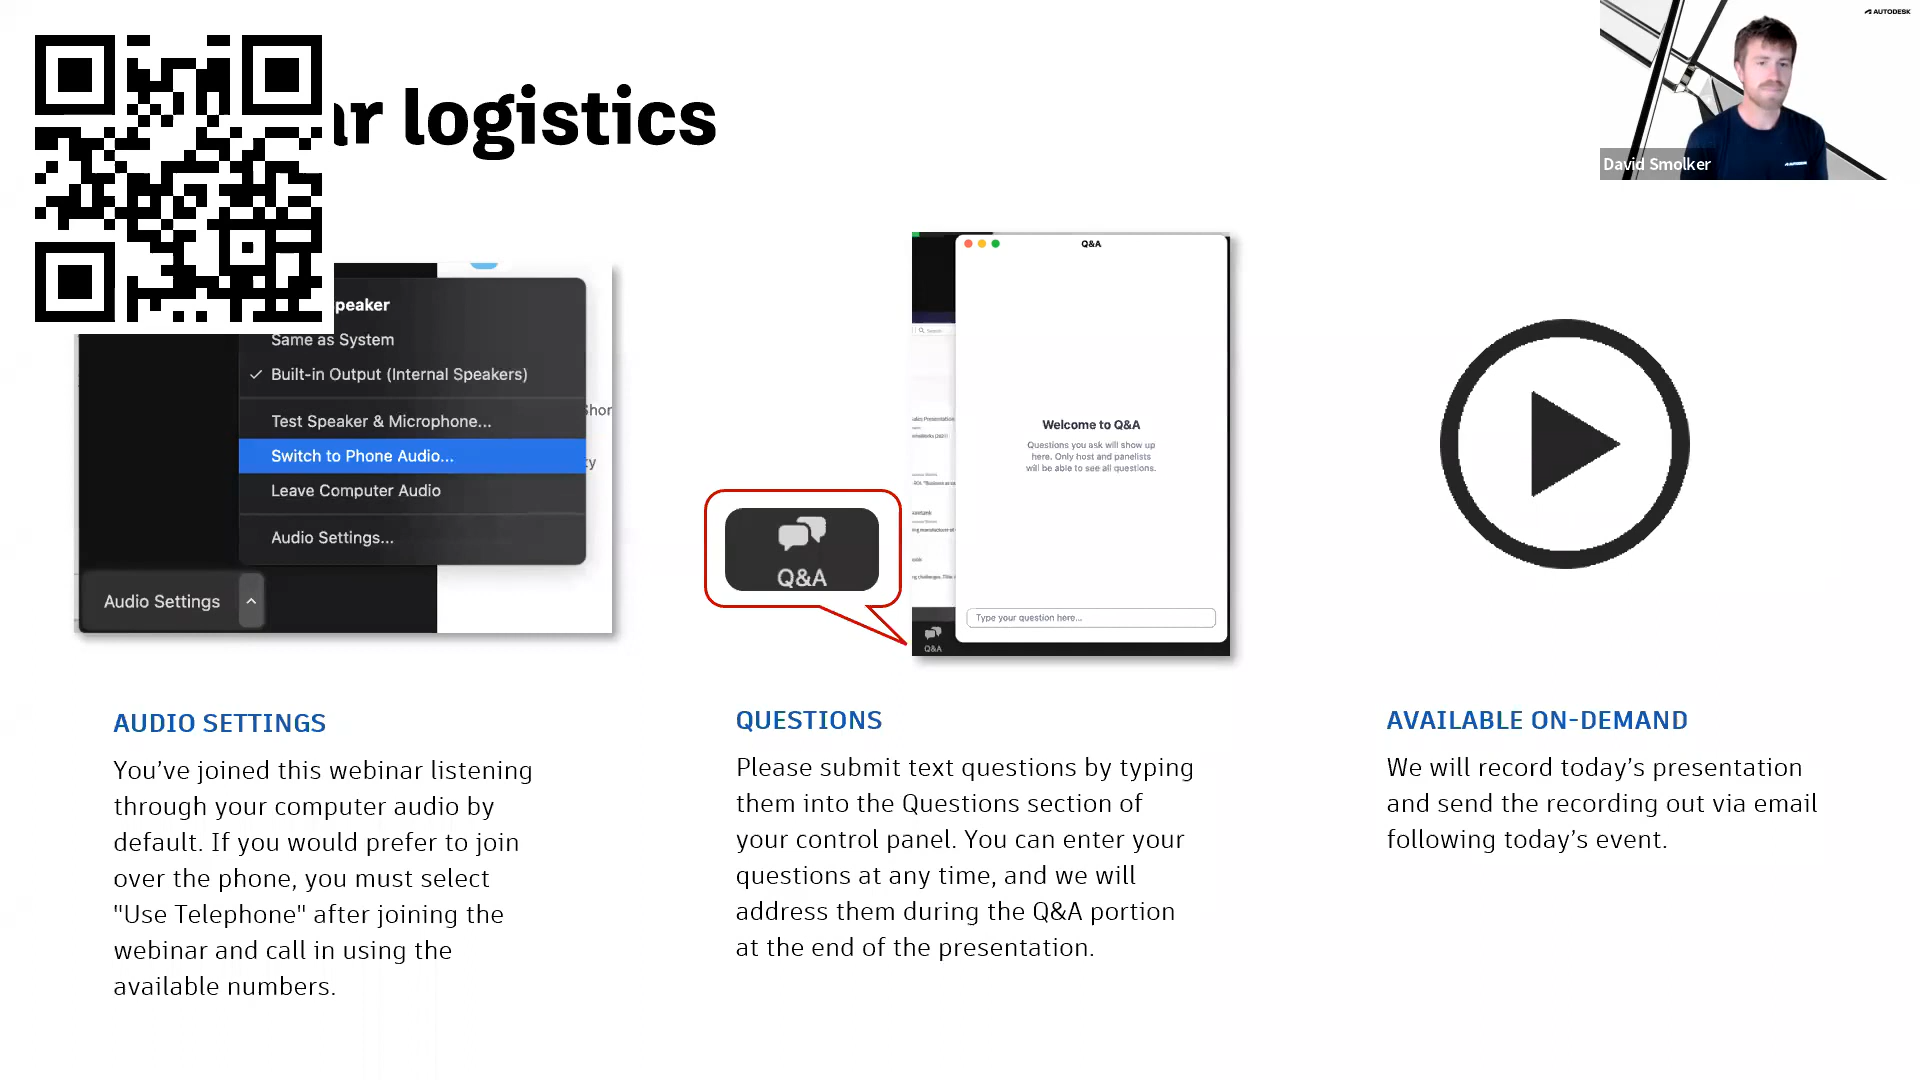 AUTODESK
ar logistics
David Smolker
peaker
Same as System
Built-in Output (Internal Speakers)
Test Speaker & Microphone...
Switch to Phone Audio...
Leave Computer Audio
Audio Settings...
Audio Settings
Q&A
Q&A
Welcome to Q&A
Questions you ask will show up
here. Only host and panelists
will be able to see all questions.
Type your question here...
Q&A
AUDIO SETTINGS
You’ve joined this webinar listening
through your computer audio by
default. If you would prefer to join
over the phone, you must select
"Use Telephone" after joining the
webinar and call in using the
available numbers.
QUESTIONS
Please submit text questions by typing
them into the Questions section of
your control panel. You can enter your
questions at any time, and we will
address them during the Q&A portion
at the end of the presentation.
AVAILABLE ON-DEMAND
We will record today’s presentation
and send the recording out via email
following today’s event.